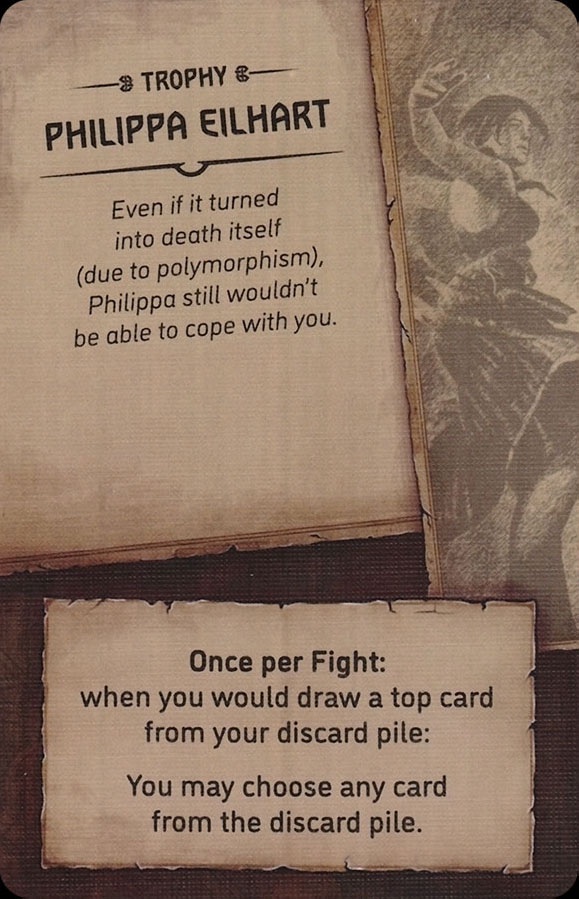 TROPHY
PHILIPPA EILHART
Even if it turned
into death itself
(due to polymorphism),
Philippa still wouldn't
be able to cope with you.
Once per Fight:
when you would draw a top card
from your discard pile:
You may choose any card
from the discard pile.